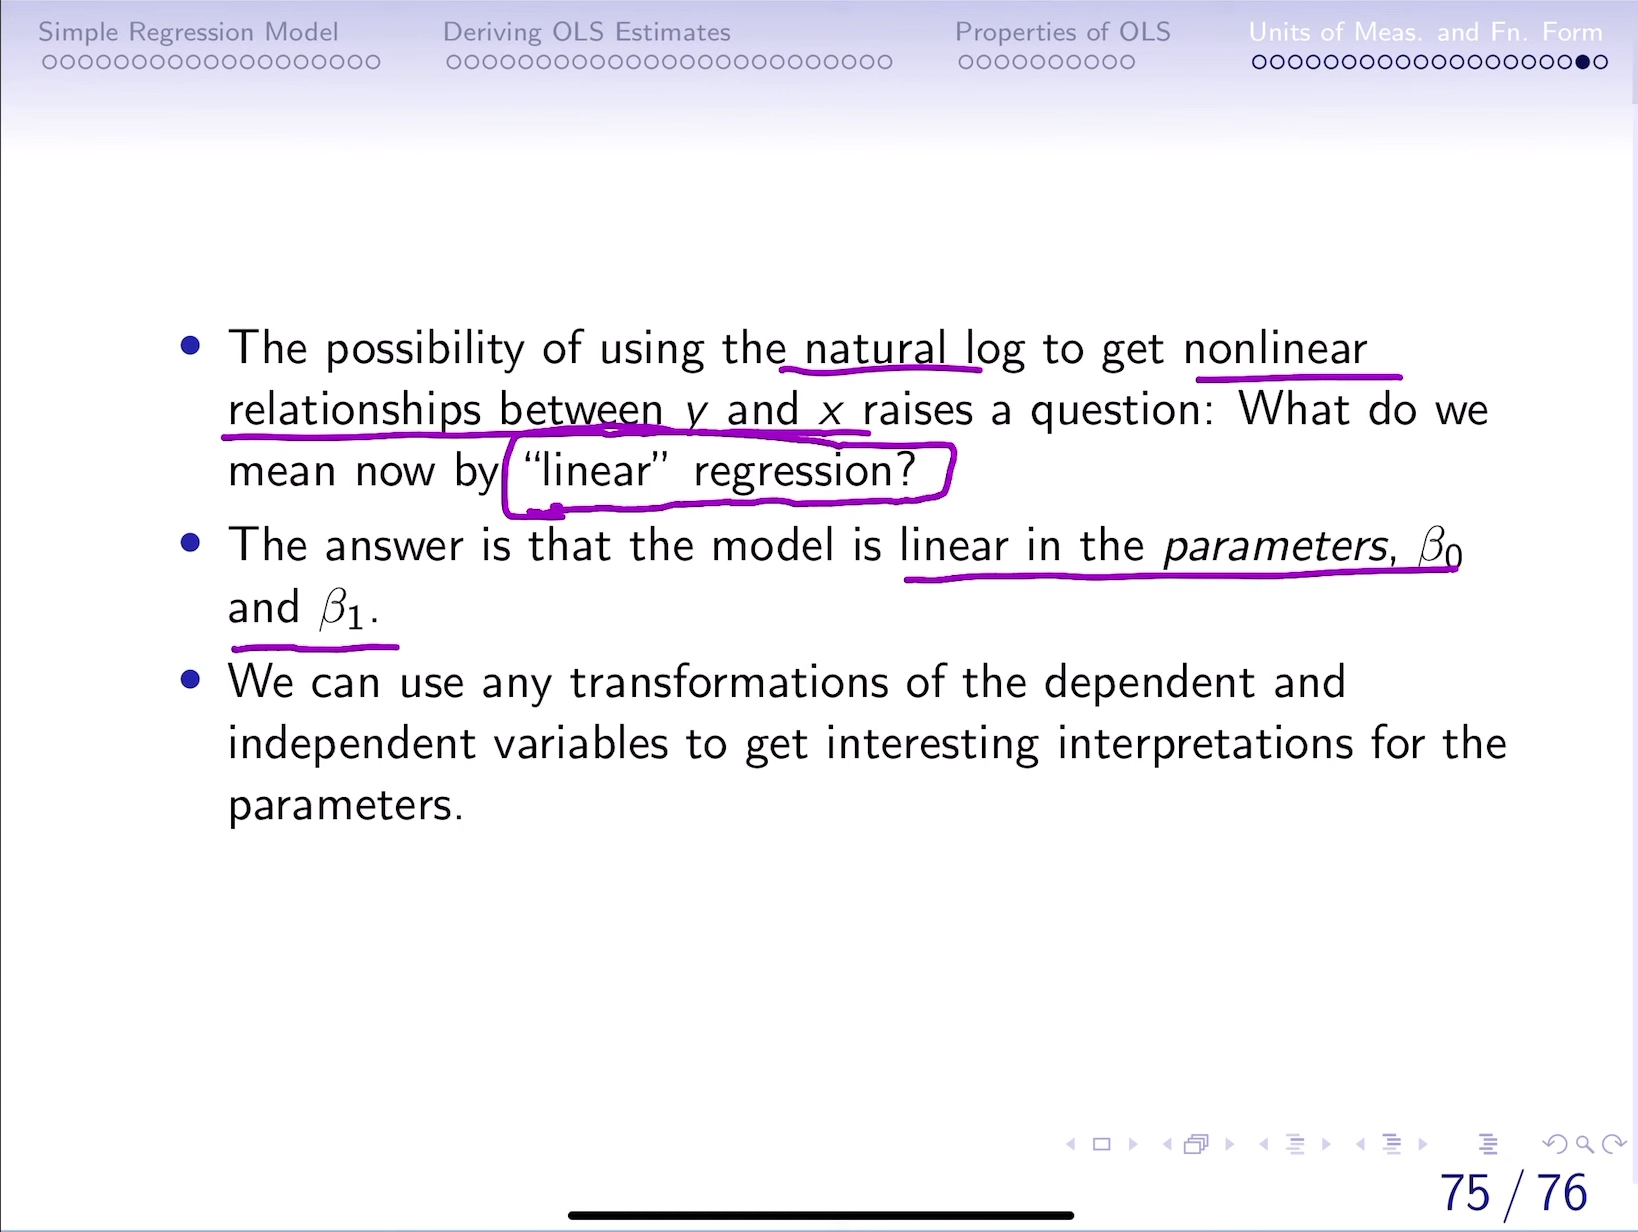 Simple Regression Model Deriving OLS Estimates Properties of OLS Units of Meas. and Fn. Form
• The possibility of using the natural log to get nonlinear
relationships between y and x raises a question: What do we
mean now by “linear” regression?
• The answer is that the model is linear in the parameters, β₀
and β₁.
• We can use any transformations of the dependent and
independent variables to get interesting interpretations for the
parameters.
75 / 76